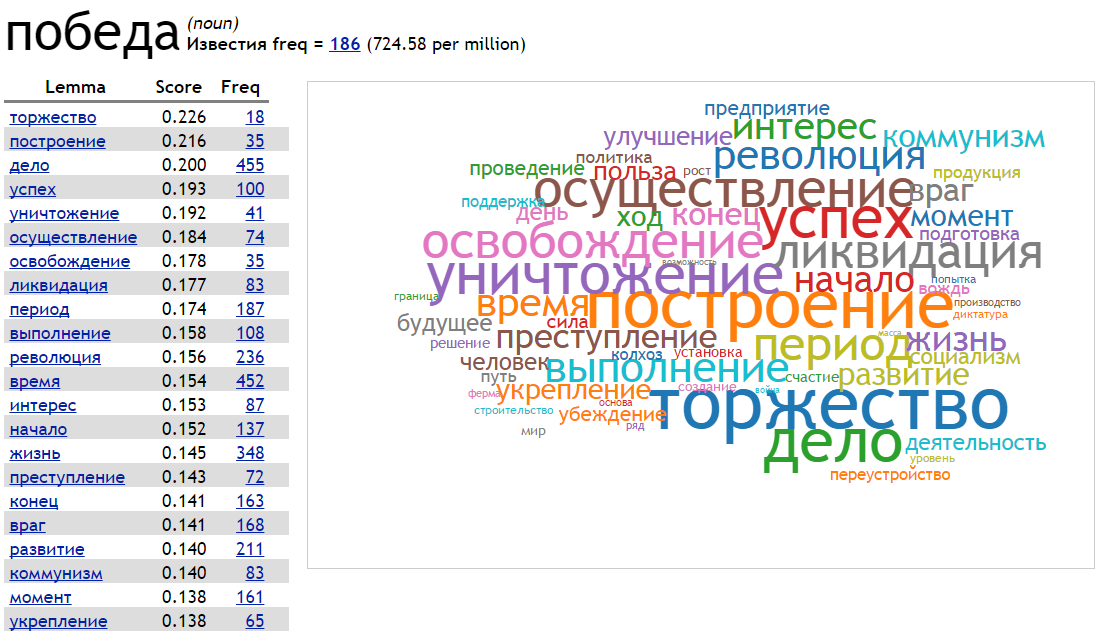 победа (noun)
Известия freq = 186 (724.58 per million)
Lemma Score Freq
торжество 0.226 18
построение 0.216 35
дело 0.200 455
успех 0.193 100
уничтожение 0.192 41
осуществление 0.184 74
освобождение 0.178 35
ликвидация 0.177 83
период 0.174 187
выполнение 0.158 108
революция 0.156 236
время 0.154 452
интерес 0.153 87
начало 0.152 137
жизнь 0.145 348
преступление 0.143 72
конец 0.141 163
враг 0.141 168
развитие 0.140 211
коммунизм 0.140 83
момент 0.138 161
укрепление 0.138 65
предприятие
улучшение интерес коммунизм
политика революция
проведение польза рост продукция
осуществление враг
поддержка
день ход конец успех момент
освобождение подготовка
возможность ликвидация
уничтожение начало попытка
граница вождь
время построение производство
будущее сила диктатура
решение преступление масса жизнь
человек колхоз установка период социализм
путь выполнение счастие развитие
ферма укрепление создание война
строительство основа торжество
убеждение
мир ряд дело деятельность
уровень
переустройство